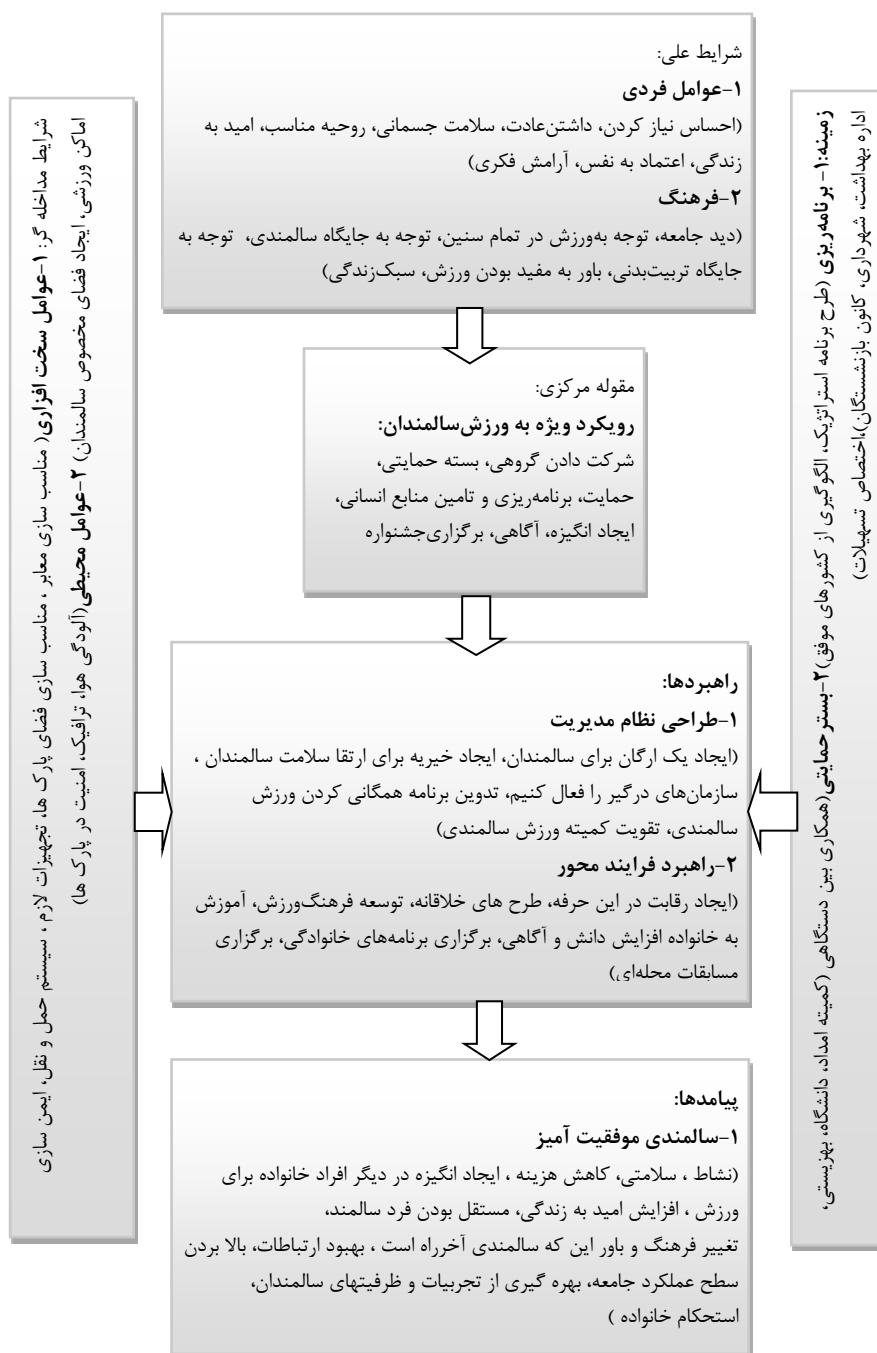 شرایط علی:
۱-عوامل فردی
(احساس نیاز کردن، داشتن‌عادت، سلامت جسمانی، روحیه مناسب، امید به
زندگی، اعتماد به نفس، آرامش فکری)
۲-فرهنگ
(دید جامعه، توجه به‌ورزش در تمام سنین، توجه به جایگاه سالمندی، توجه به
جایگاه تربیت‌بدنی، باور به مفید بودن ورزش، سبک‌زندگی)
زمینه:۱- برنامه‌ریزی (طرح برنامه استراتژیک، الگوگیری از کشورهای موفق)۲-بستر حمایتی(همکاری بین دستگاهی (کمیته امداد، دانشگاه، بهزیستی،
اداره بهداشت، شهرداری، کانون بازنشستگان)،اختصاص تسهیلات)
مقوله مرکزی:
رویکرد ویژه به ورزش‌سالمندان:
شرکت دادن گروهی، بسته حمایتی،
حمایت، برنامه‌ریزی و تامین منابع انسانی،
ایجاد انگیزه، آگاهی، برگزاری‌جشنواره
شرایط مداخله گر: ۱-عوامل سخت افزاری( مناسب سازی معابر ، مناسب سازی فضای پارک ها، تجهیزات لازم ، سیستم حمل و نقل، ایمن سازی
اماکن ورزشی، ایجاد فضای مخصوص سالمندان) ۲-عوامل محیطی(آلودگی هوا، ترافیک، امنیت در پارک ها)
راهبردها:
۱-طراحی نظام مدیریت
(ایجاد یک ارگان برای سالمندان، ایجاد خیریه برای ارتقا سلامت سالمندان ،
سازمان‌های درگیر را فعال کنیم، تدوین برنامه همگانی کردن ورزش
سالمندی، تقویت کمیته ورزش سالمندی)
۲-راهبرد فرایند محور
(ایجاد رقابت در این حرفه، طرح های خلاقانه، توسعه فرهنگ‌ورزش، آموزش
به خانواده افزایش دانش و آگاهی، برگزاری برنامه‌های خانوادگی، برگزاری
مسابقات محله‌ای)
پیامدها:
۱-سالمندی موفقیت آمیز
(نشاط ، سلامتی، کاهش هزینه ، ایجاد انگیزه در دیگر افراد خانواده برای
ورزش ، افزایش امید به زندگی، مستقل بودن فرد سالمند،
تغییر فرهنگ و باور این که سالمندی آخرراه است ، بهبود ارتباطات، بالا بردن
سطح عملکرد جامعه، بهره گیری از تجربیات و ظرفیتهای سالمندان،
استحکام خانواده )